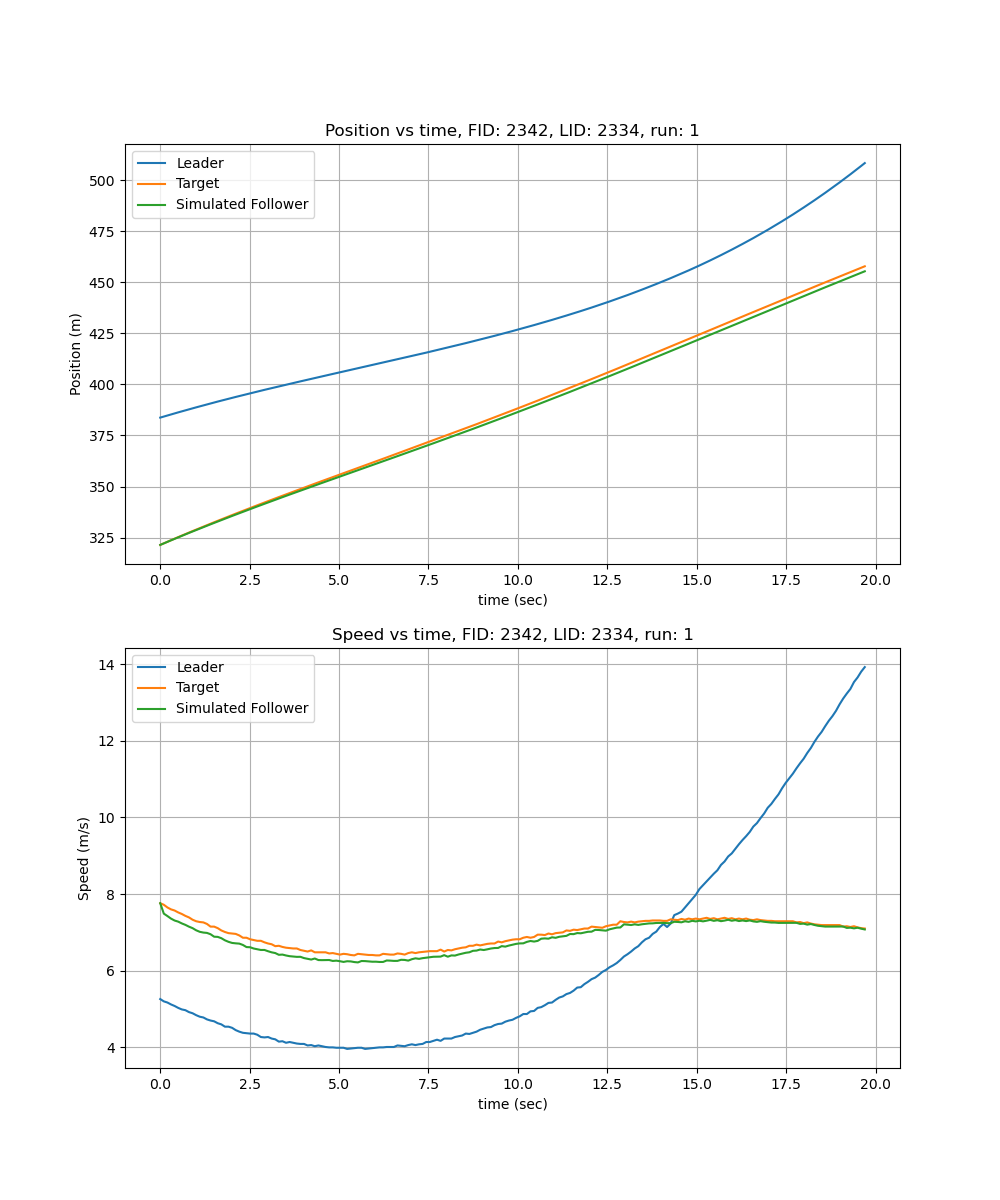 Position vs time, FID: 2342, LID: 2334, run: 1
Leader
Target
Simulated Follower
500
475
450
425
400
375
350
325
Position (m)
0.0 2.5 5.0 7.5 10.0 12.5 15.0 17.5 20.0
time (sec)
Speed vs time, FID: 2342, LID: 2334, run: 1
Leader
Target
Simulated Follower
14
12
10
8
6
4
Speed (m/s)
0.0 2.5 5.0 7.5 10.0 12.5 15.0 17.5 20.0
time (sec)